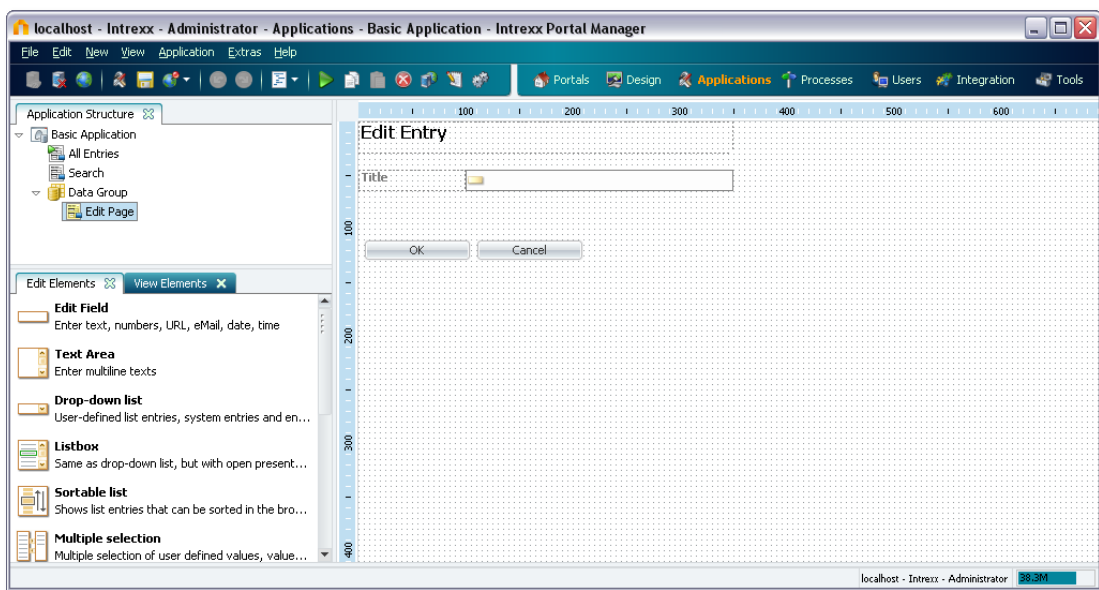 localhost - Intrexx - Administrator - Applications - Basic Application - Intrexx Portal Manager
File Edit New View Application Extras Help
Portals Design Applications Processes Users Integration Tools
Application Structure
Basic Application
All Entries
Search
Data Group
Edit Page
Edit Elements View Elements
Edit Field
Enter text, numbers, URL, eMail, date, time
Text Area
Enter multiline texts
Drop-down list
User-defined list entries, system entries and en...
Listbox
Same as drop-down list, but with open present...
Sortable list
Shows list entries that can be sorted in the bro...
Multiple selection
Multiple selection of user defined values, value...
100 200 300 400 500 600
Edit Entry
Title
100
OK Cancel
200
300
400
localhost - Intrexx - Administrator 38.3M